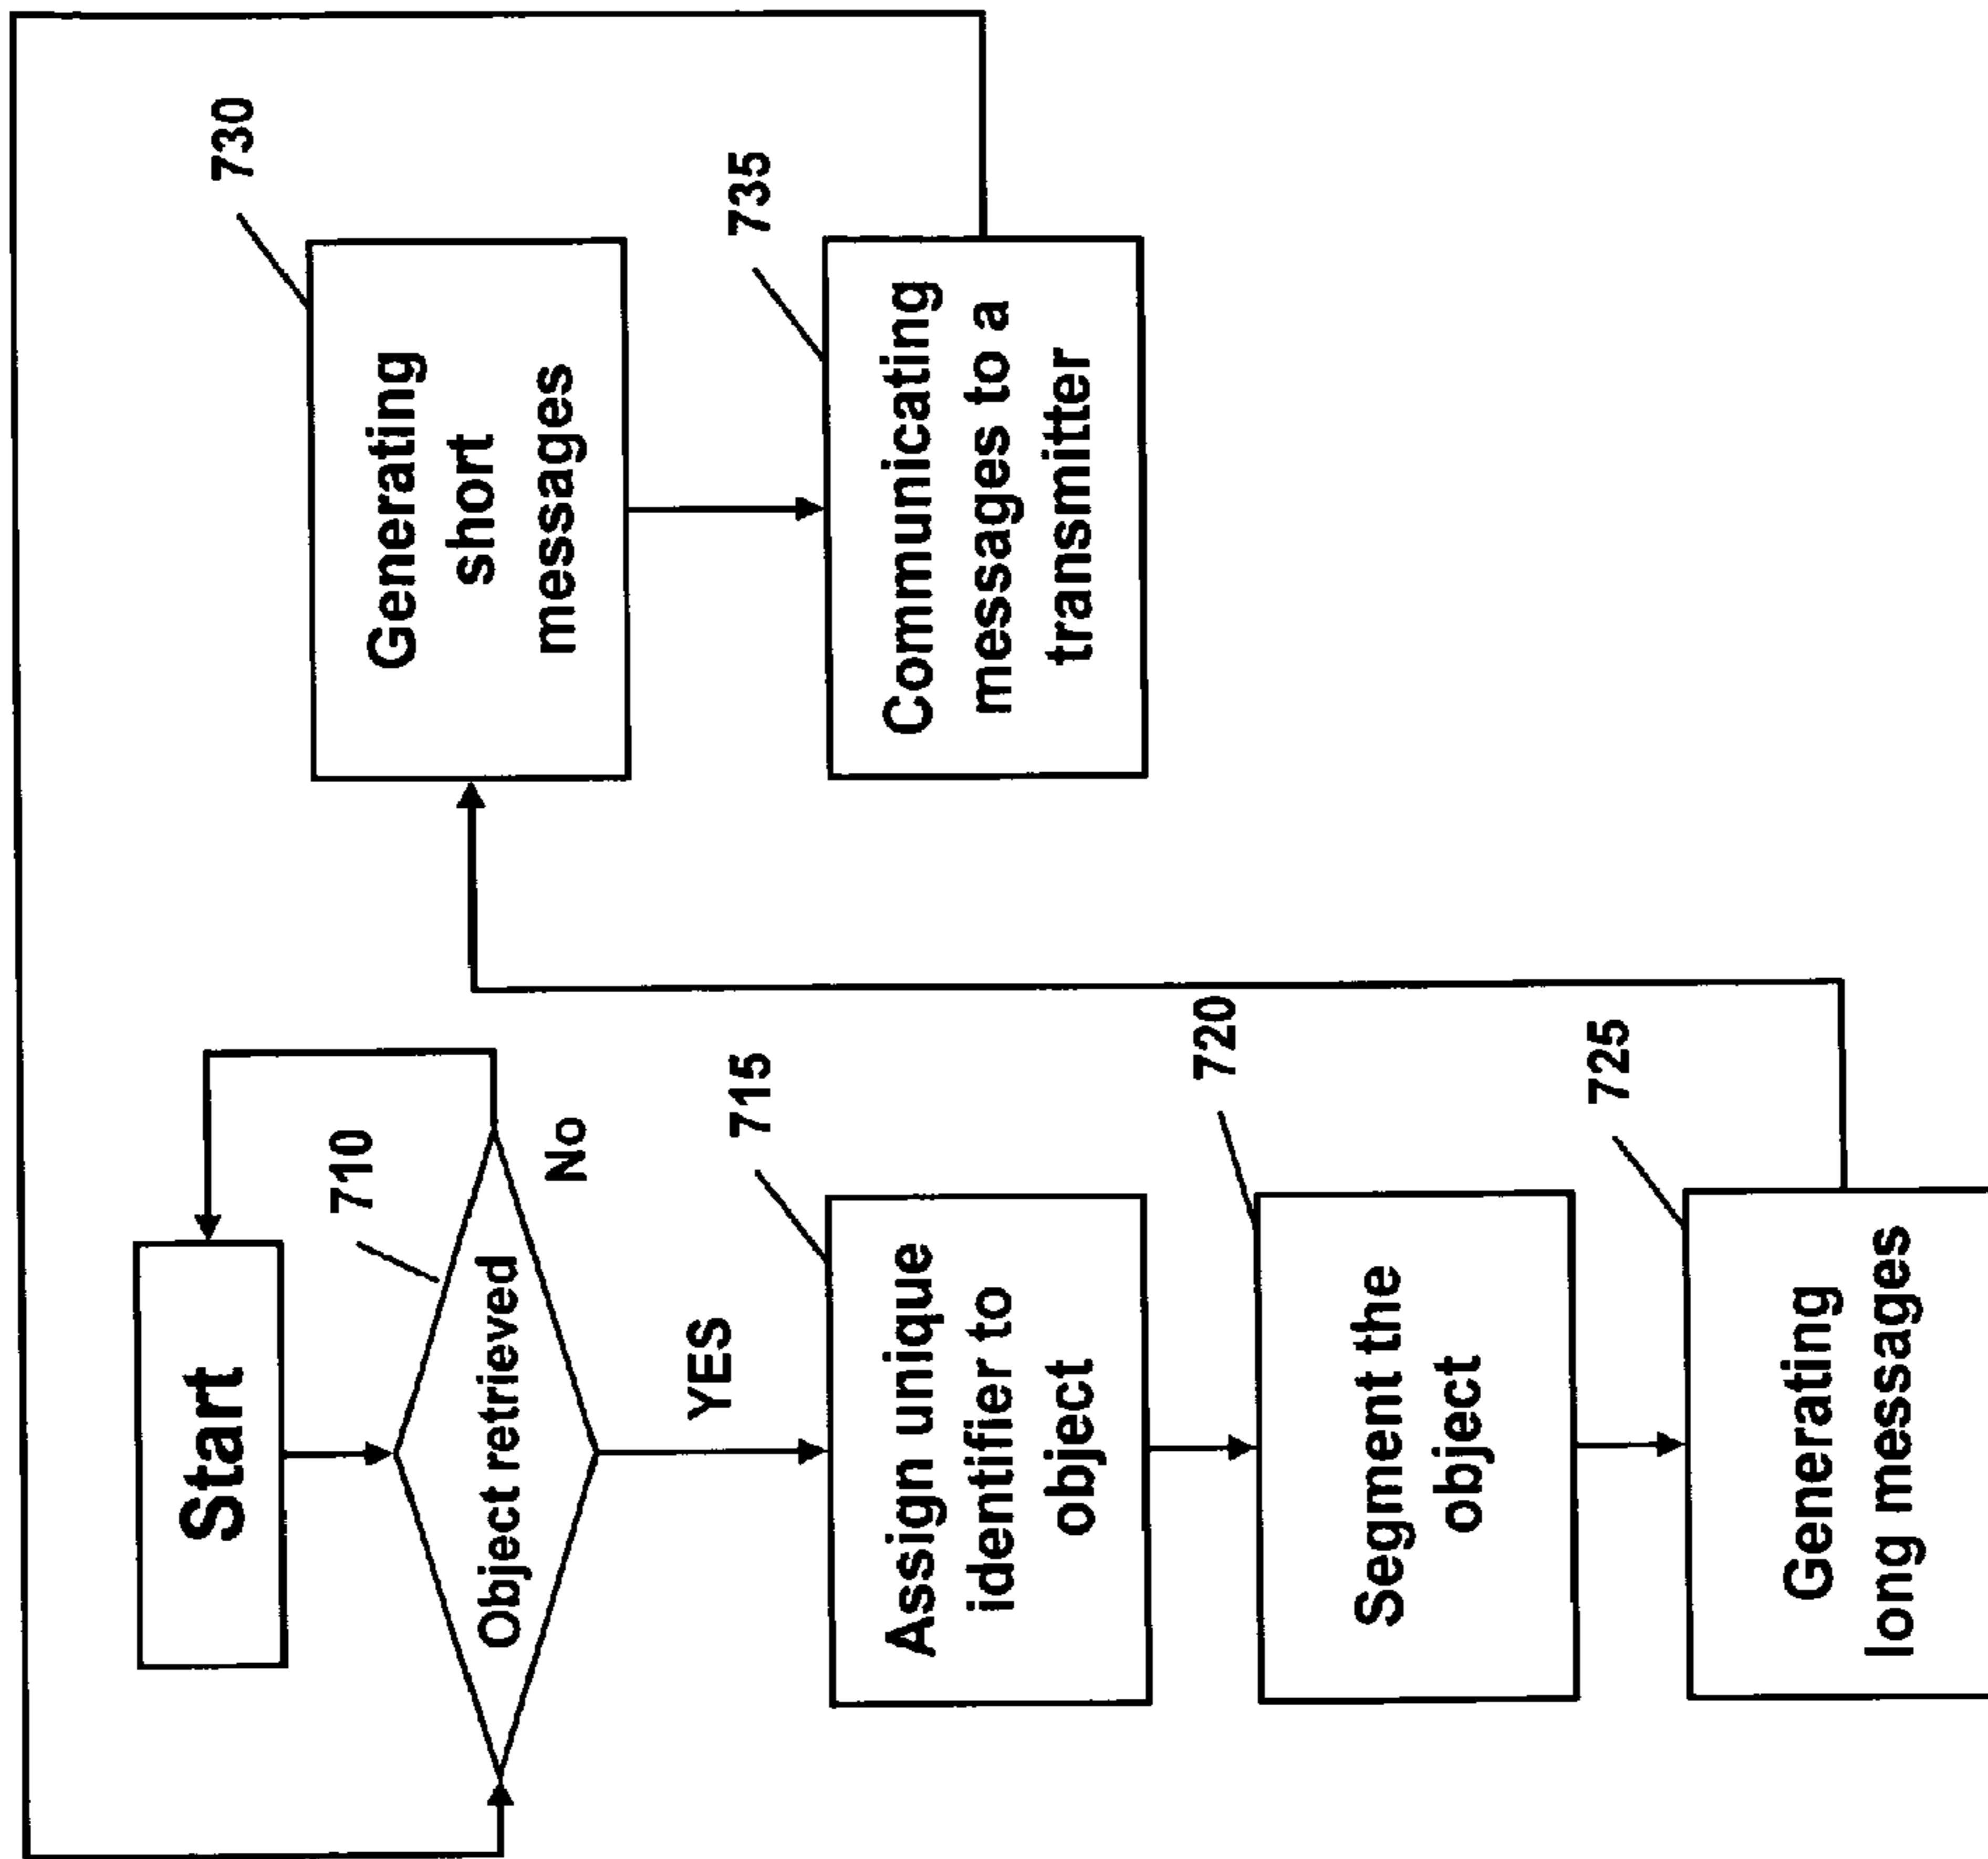 Start
710
Object retrieved
No
YES
715
Assign unique
identifier to
object
720
Segment the
object
725
Generating
long messages
730
Generating
short
messages
735
Communicating
messages to a
transmitter